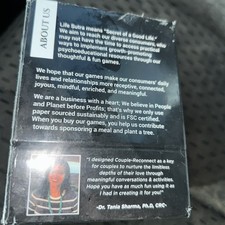 ABOUT US
Life Sutra means "Secret of a Good Life."
We aim to reach our diverse consumers, who
may not have the time to access practical
ways to implement growth-promoting,
psychoeducational resources through our
thoughtful & fun games.
We hope that our games make our consumers' daily
lives and relationships more receptive, connected,
joyous, mindful, enriched, and meaningful.
We are a business with a heart; We believe in People
and Planet before Profits; that's why we only use
paper sourced sustainably and is FSC certified.
When you buy our games, you help us contribute
towards sponsoring a meal and plant a tree.
"I designed Couple-Reconnect as a key
for couples to nurture the limitless
depths of their love through
meaningful conversations & activities.
Hope you have as much fun using it as
I had in creating it for you!"
-Dr. Tania Sharma, Ph.D, CRC-